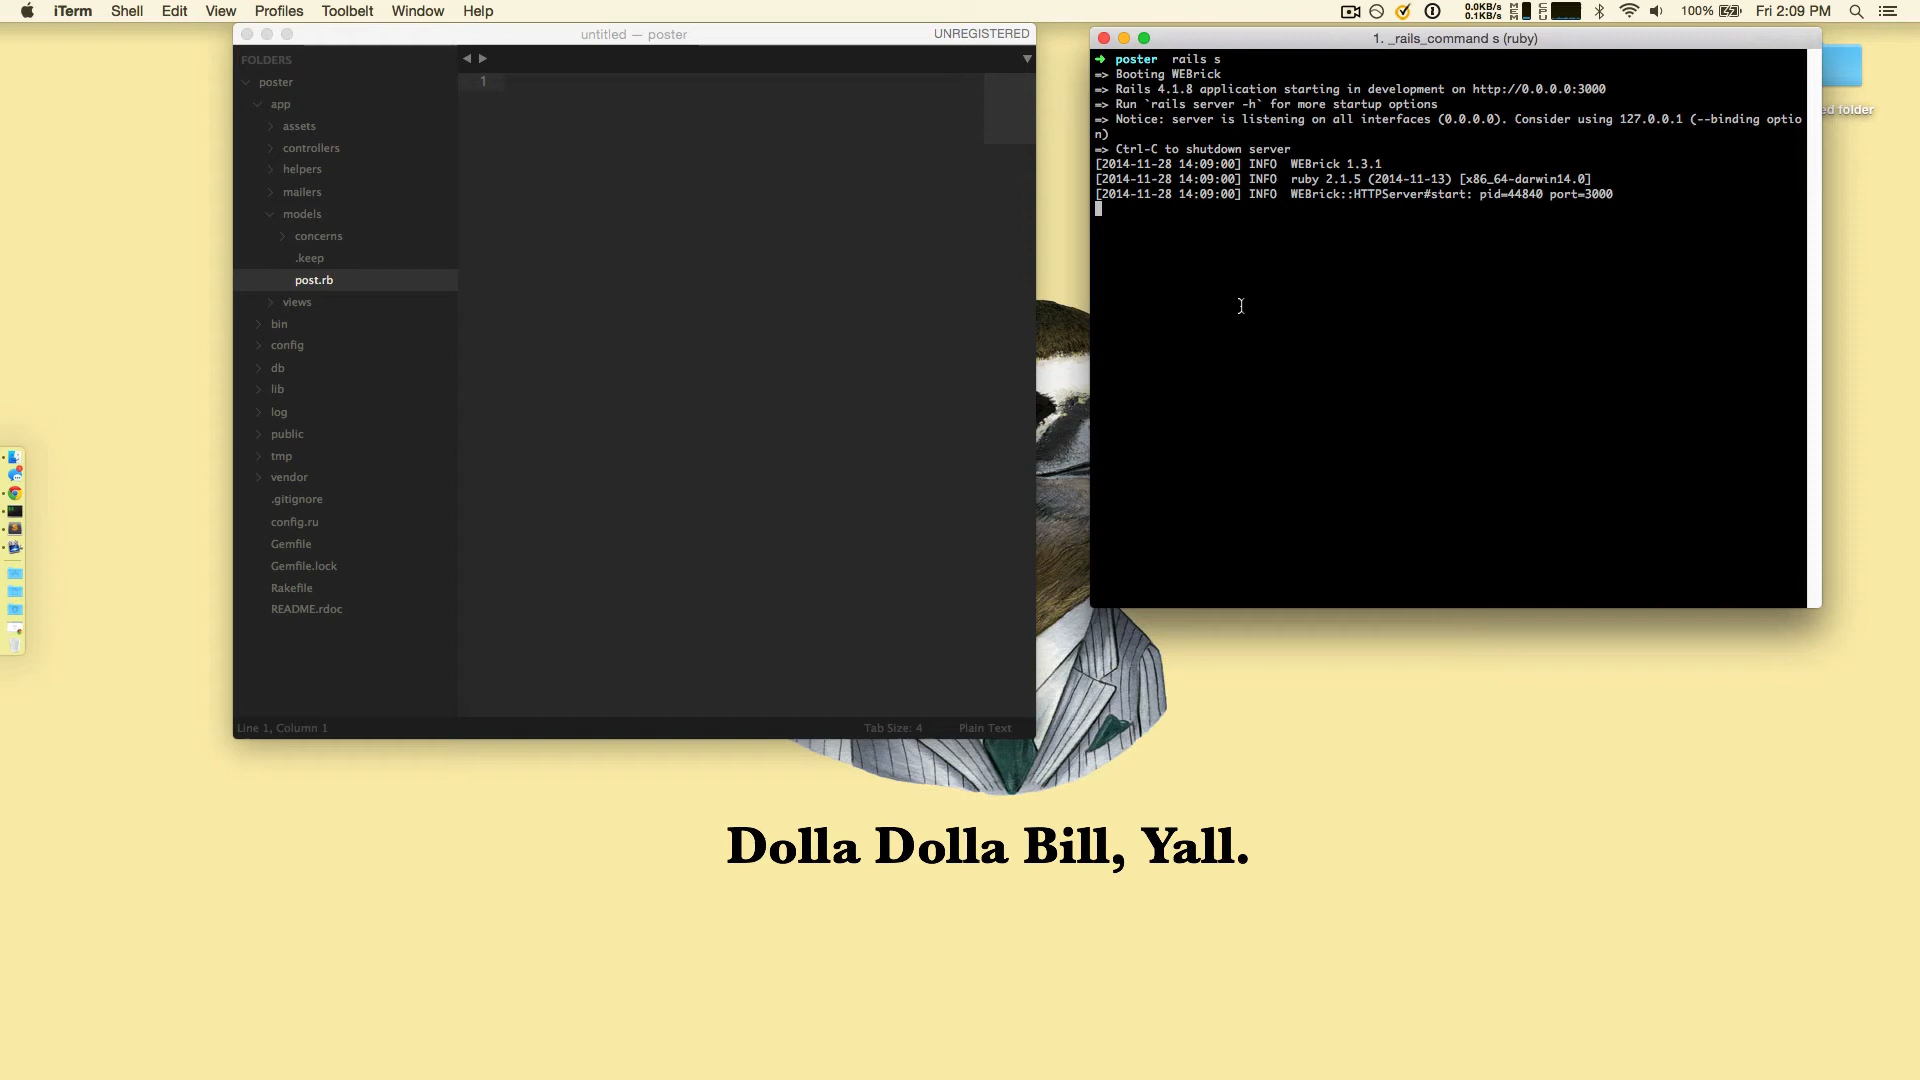 iTerm Shell Edit View Profiles Toolbelt Window Help
0.0KB/s
0.1KB/s
MEM
CPU
100%
Fri 2:09 PM
untitled — poster
UNREGISTERED
FOLDERS
poster
app
assets
controllers
helpers
mailers
models
concerns
.keep
post.rb
views
bin
config
db
lib
log
public
tmp
vendor
.gitignore
config.ru
Gemfile
Gemfile.lock
Rakefile
README.rdoc
1
Line 1, Column 1
Tab Size: 4
Plain Text
1. _rails_command s (ruby)
➜ poster rails s
=> Booting WEBrick
=> Rails 4.1.8 application starting in development on http://0.0.0.0:3000
=> Run `rails server -h` for more startup options
=> Notice: server is listening on all interfaces (0.0.0.0). Consider using 127.0.0.1 (--binding optio
n)
=> Ctrl-C to shutdown server
[2014-11-28 14:09:00] INFO WEBrick 1.3.1
[2014-11-28 14:09:00] INFO ruby 2.1.5 (2014-11-13) [x86_64-darwin14.0]
[2014-11-28 14:09:00] INFO WEBrick::HTTPServer#start: pid=44840 port=3000
ed folder
Dolla Dolla Bill, Yall.